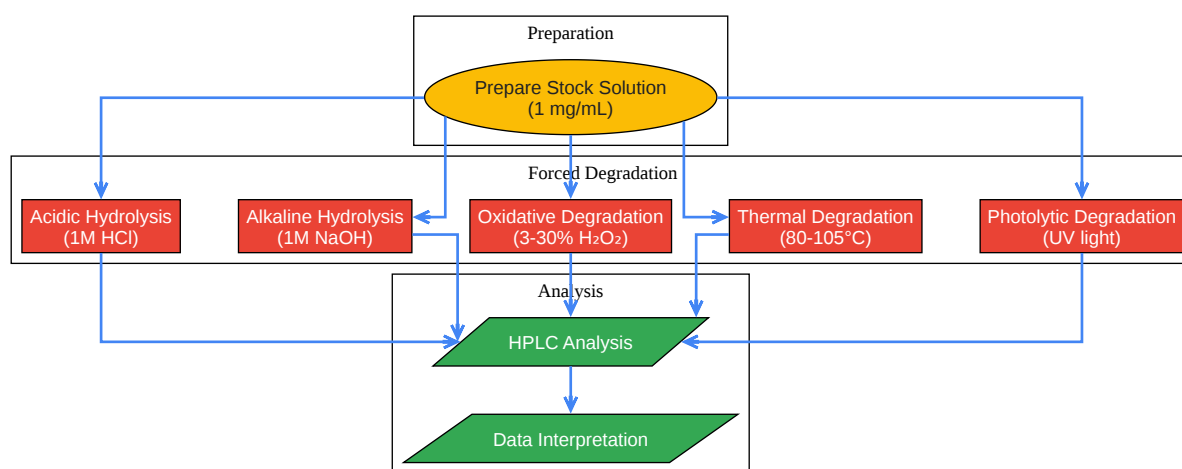 Preparation
Prepare Stock Solution
(1 mg/mL)
Forced Degradation
Acidic Hydrolysis
(1M HCl)
Alkaline Hydrolysis
(1M NaOH)
Oxidative Degradation
(3-30% H₂O₂)
Thermal Degradation
(80-105°C)
Photolytic Degradation
(UV light)
Analysis
HPLC Analysis
Data Interpretation